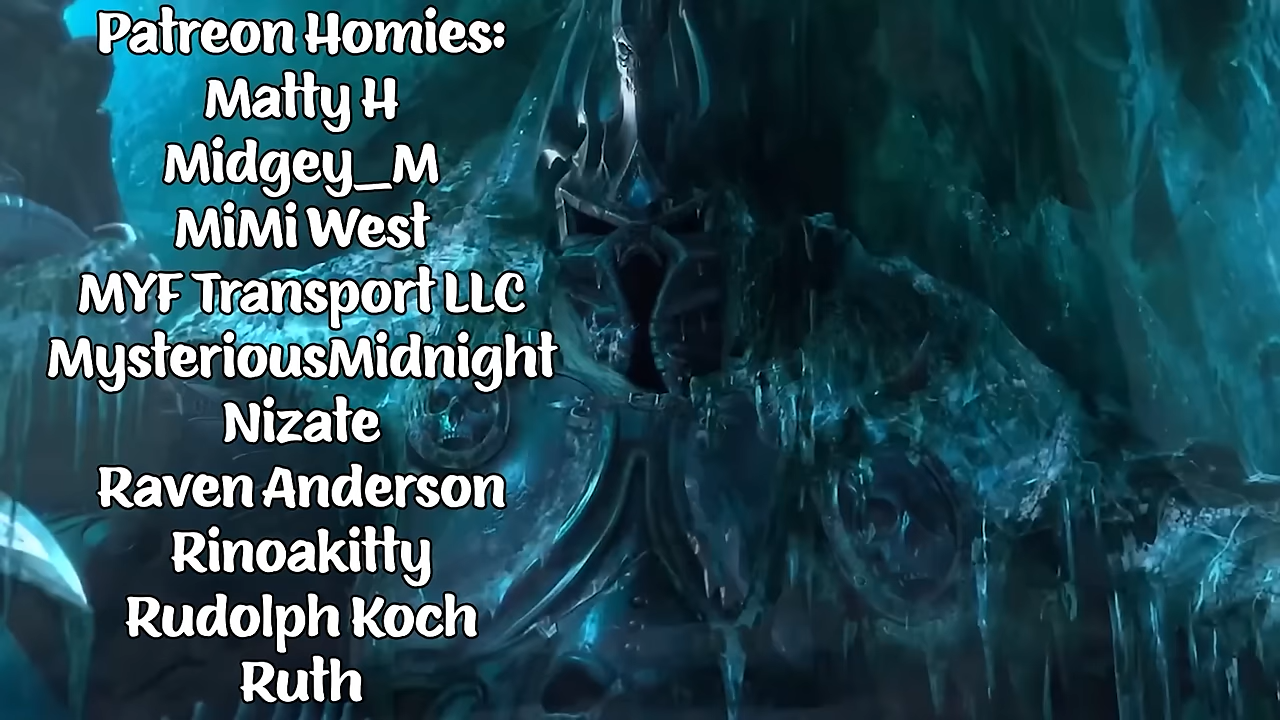 Patreon Homies:
Matty H
Midgey_M
MiMi West
MYF Transport LLC
MysteriousMidnight
Nizate
Raven Anderson
Rinoakitty
Rudolph Koch
Ruth